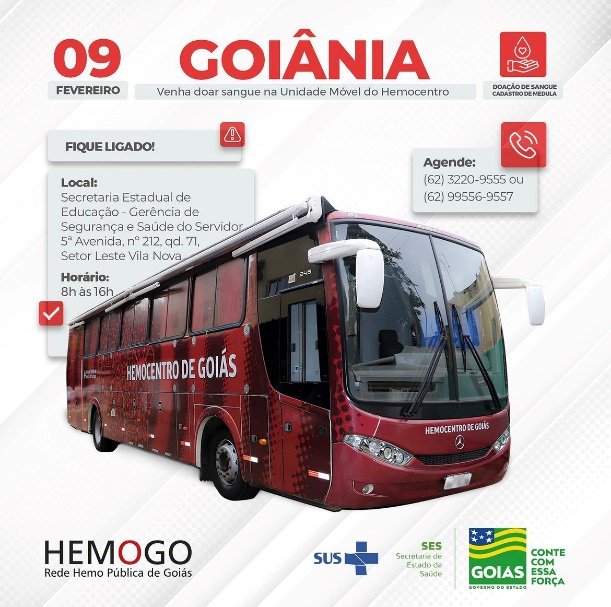 09
FEVEREIRO
GOIÂNIA
Venha doar sangue na Unidade Móvel do Hemocentro
DOAÇÃO DE SANGUE
CADASTRO DE MEDULA
FIQUE LIGADO!
Local:
Secretaria Estadual de
Educação - Gerência de
Segurança e Saúde do Servidor
5ª Avenida, nº 212, qd. 71,
Setor Leste Vila Nova
Horário:
8h às 16h
Agende:
(62) 3220-9555 ou
(62) 99556-9557
245
HEMOCENTRO DE GOIÁS
HEMOCENTRO DE GOIÁS
HEMOGO
Rede Hemo Pública de Goiás
SUS
SES
Secretaria de
Estado da
Saúde
GOIÁS
GOVERNO DO ESTADO
CONTE
COM
ESSA
FORÇA